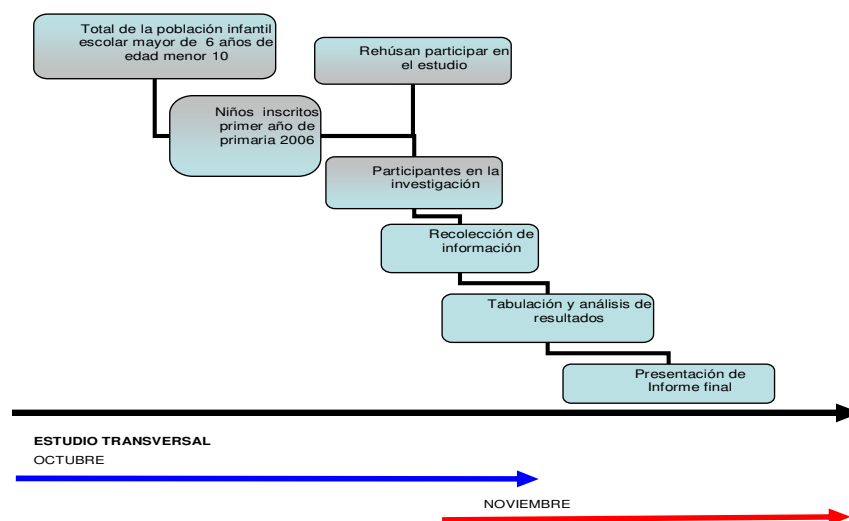 Total de la población infantil
escolar mayor de 6 años de
edad menor 10
Rehúsan participar en
el estudio
Niños inscritos
primer año de
primaria 2006
Participantes en la
investigación
Recolección de
información
Tabulación y análisis de
resultados
Presentación de
Informe final
ESTUDIO TRANSVERSAL
OCTUBRE
NOVIEMBRE